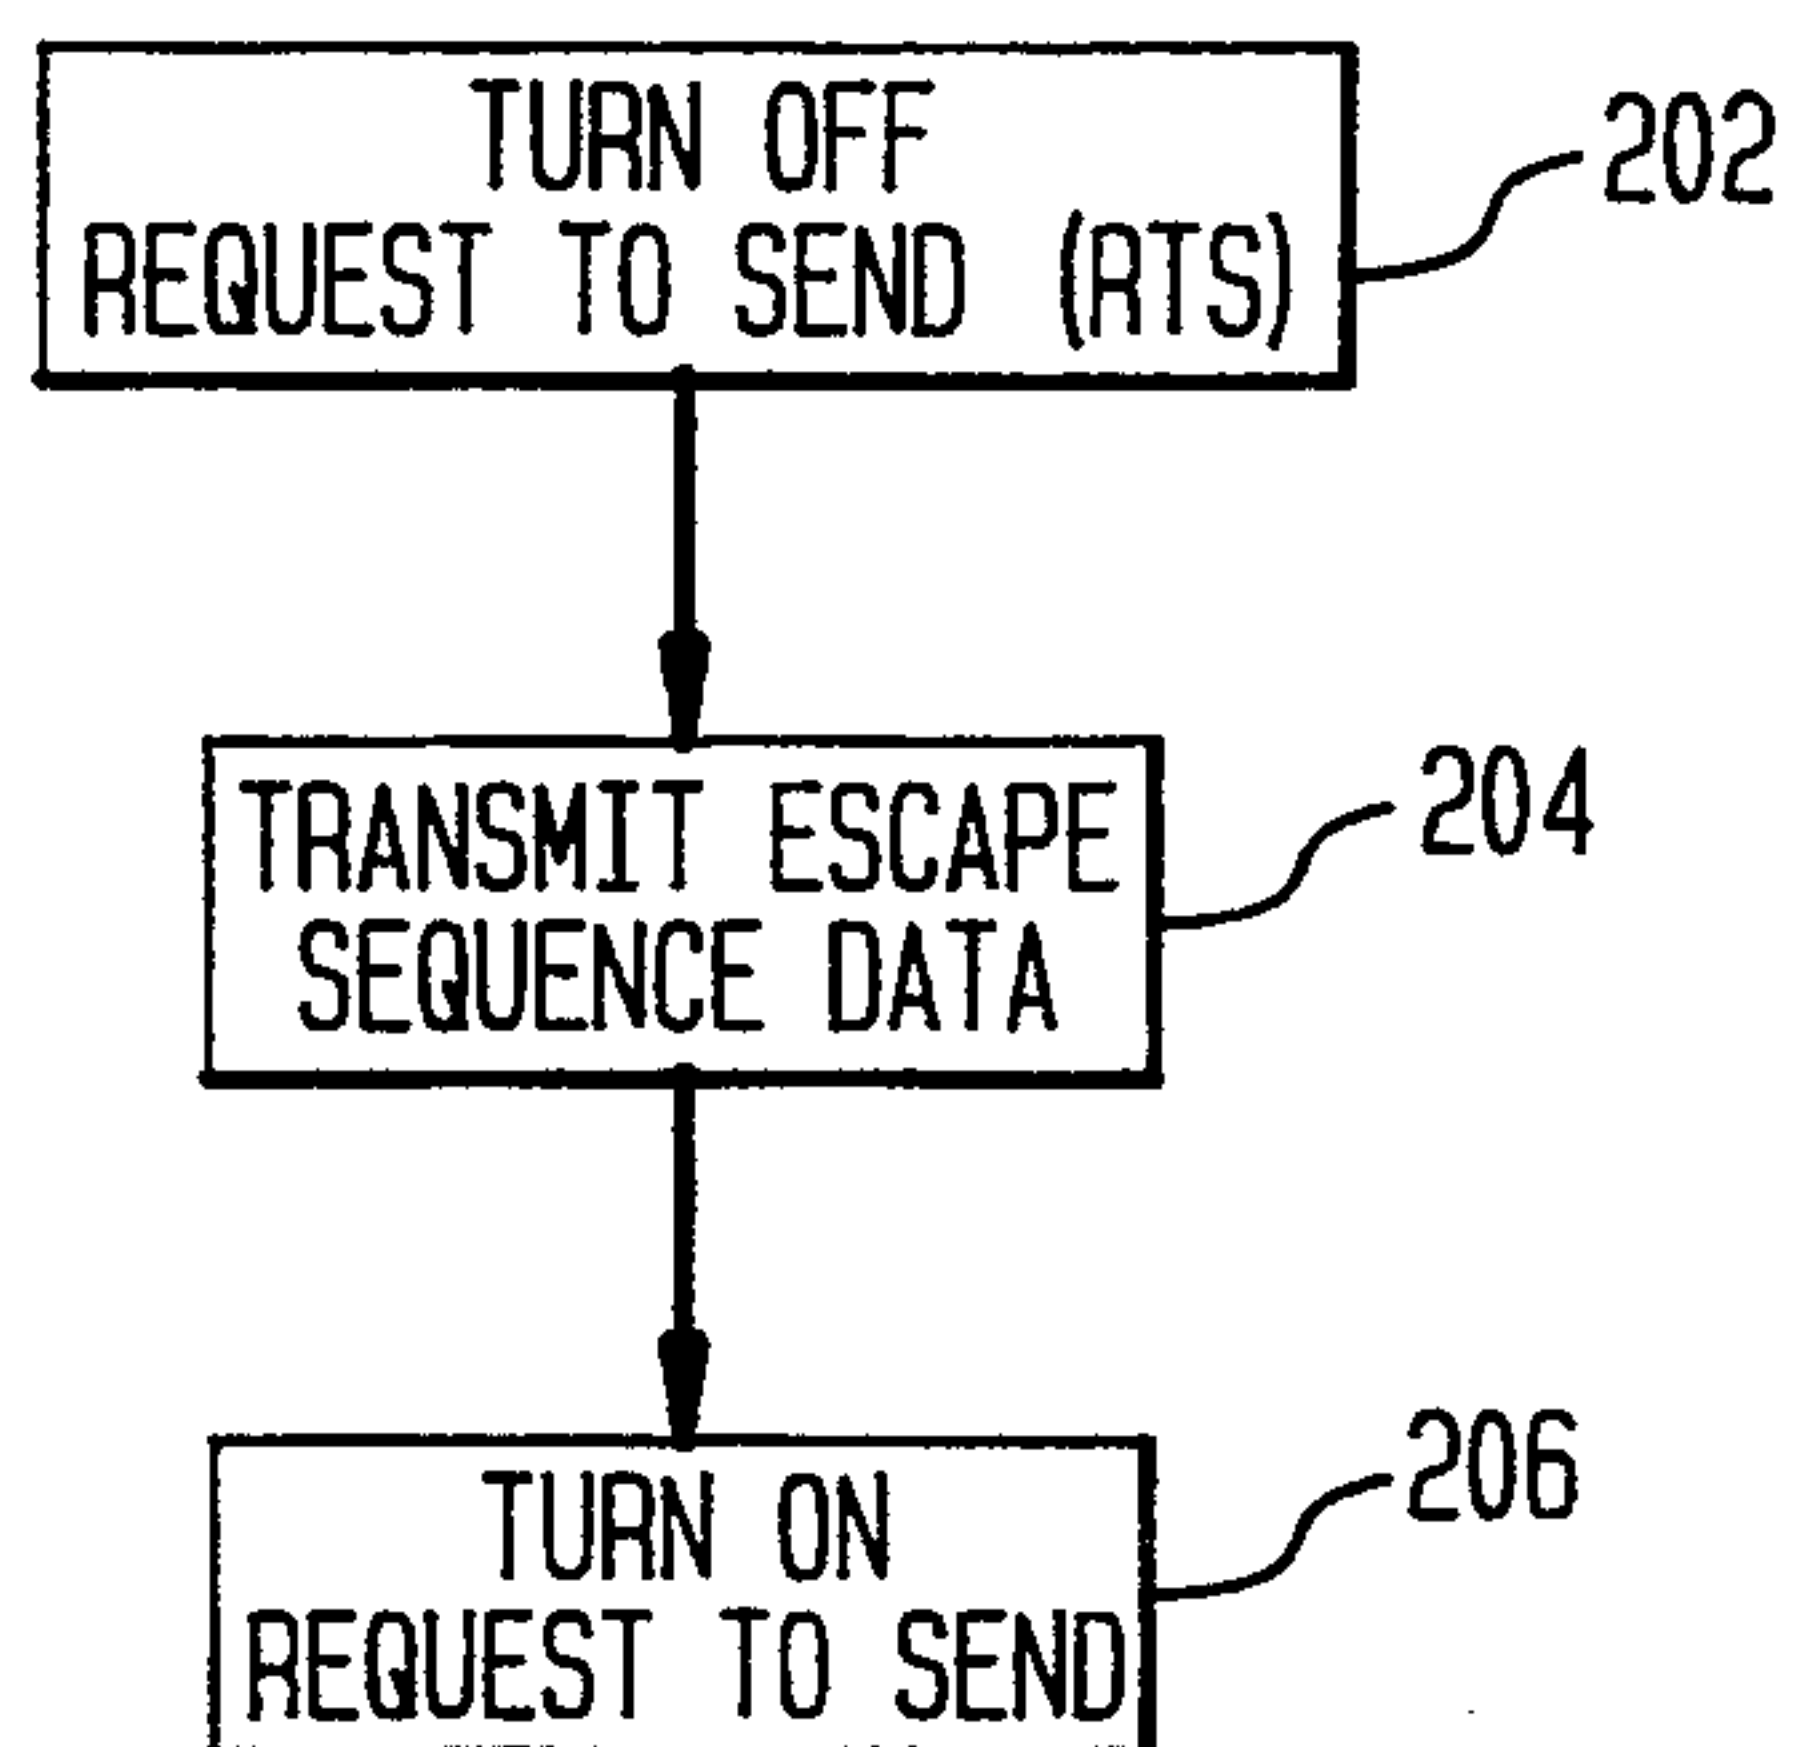 TURN OFF
REQUEST TO SEND (RTS)
202
TRANSMIT ESCAPE
SEQUENCE DATA
204
TURN ON
REQUEST TO SEND
206